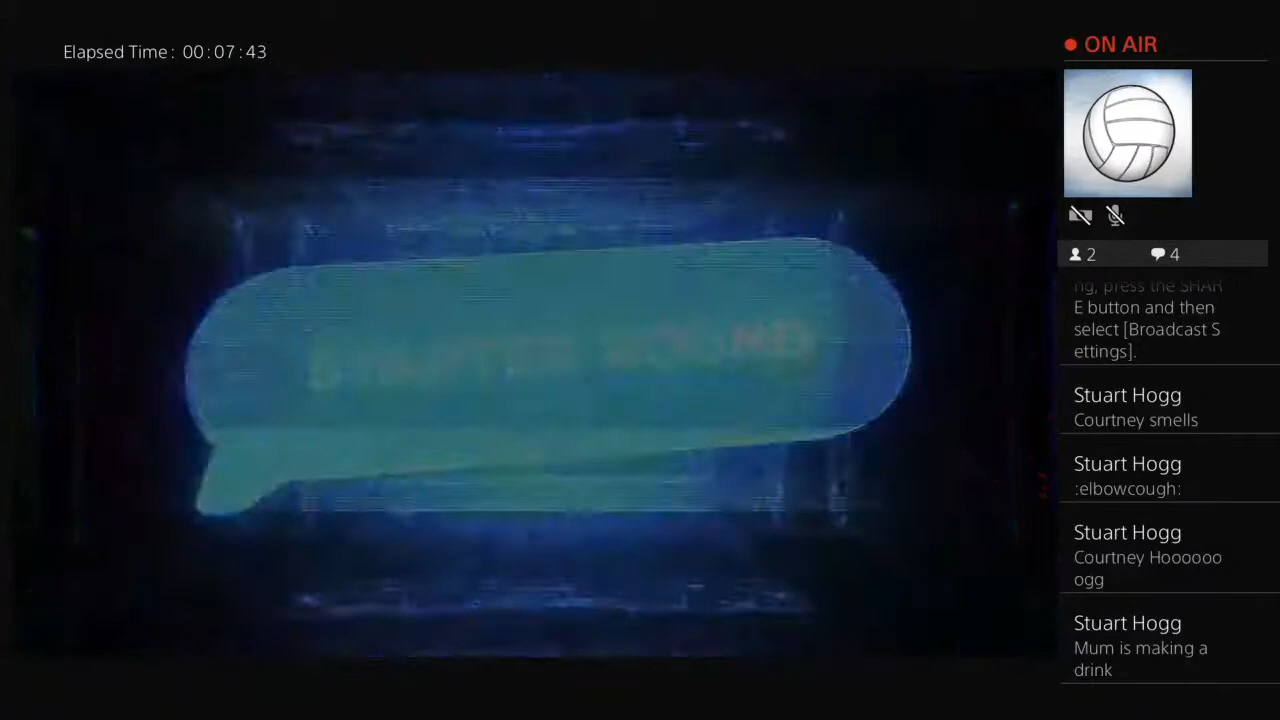 Elapsed Time: 00:07:43
ON AIR
2
4
ng, press the SHAR
E button and then
select [Broadcast S
ettings].
Stuart Hogg
Courtney smells
Stuart Hogg
:elbowcough:
Stuart Hogg
Courtney Hoooooo
ogg
Stuart Hogg
Mum is making a
drink